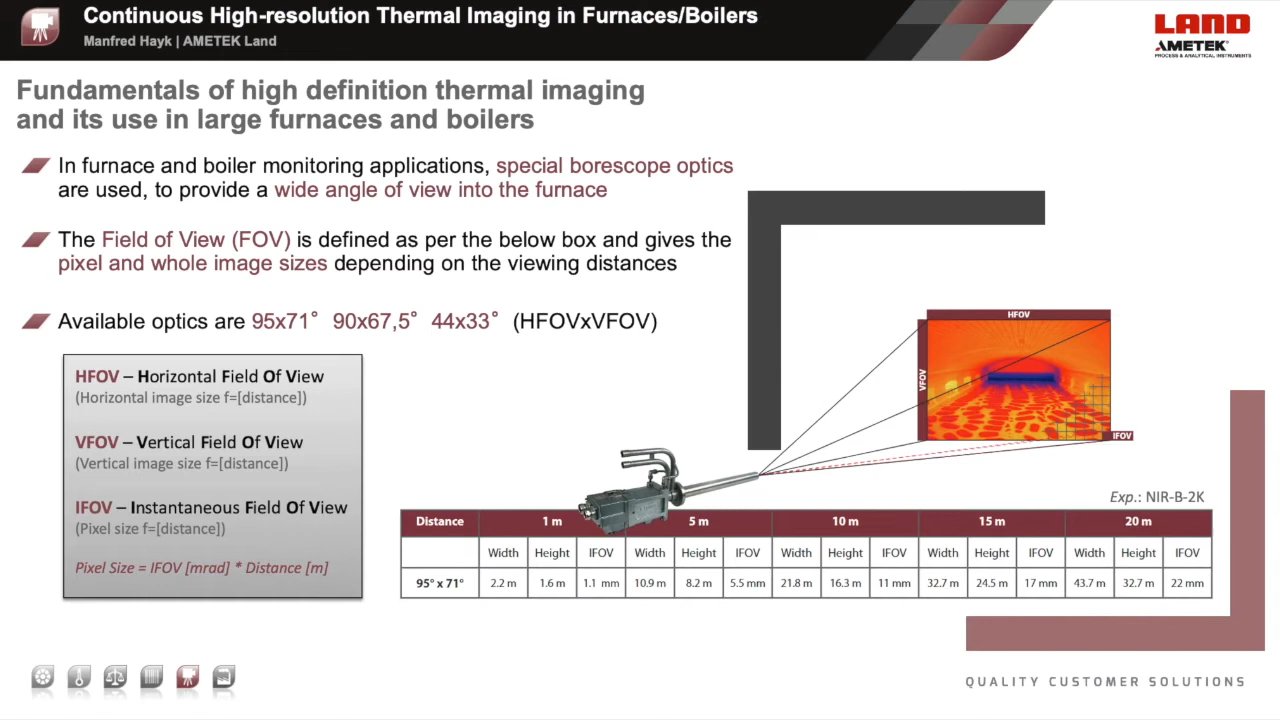 Continuous High-resolution Thermal Imaging in Furnaces/Boilers
Manfred Hayk | AMETEK Land
LAND
AMETEK®
PROCESS & ANALYTICAL INSTRUMENTS
Fundamentals of high definition thermal imaging
and its use in large furnaces and boilers
In furnace and boiler monitoring applications, special borescope optics
are used, to provide a wide angle of view into the furnace
The Field of View (FOV) is defined as per the below box and gives the
pixel and whole image sizes depending on the viewing distances
Available optics are 95x71° 90x67,5° 44x33° (HFOVxVFOV)
HFOV – Horizontal Field Of View
(Horizontal image size f=[distance])
VFOV – Vertical Field Of View
(Vertical image size f=[distance])
IFOV – Instantaneous Field Of View
(Pixel size f=[distance])
Pixel Size = IFOV [mrad] * Distance [m]
HFOV
VFOV
IFOV
Exp.: NIR-B-2K
Distance 1 m 5 m 10 m 15 m 20 m
Width Height IFOV Width Height IFOV Width Height IFOV Width Height IFOV Width Height IFOV
95° x 71° 2.2 m 1.6 m 1.1 mm 10.9 m 8.2 m 5.5 mm 21.8 m 16.3 m 11 mm 32.7 m 24.5 m 17 mm 43.7 m 32.7 m 22 mm
QUALITY CUSTOMER SOLUTIONS